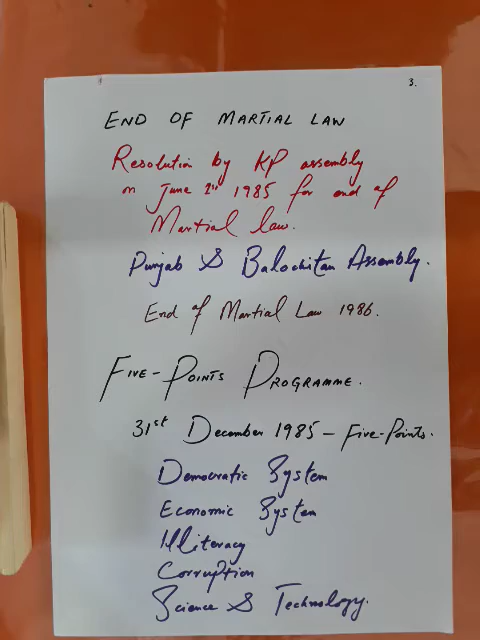 3.
END OF MARTIAL LAW
Resolution by KP assembly
on June 2nd 1985 for end of
Martial law.
Punjab & Balochitan Assembly.
End of Martial Law 1986.
FIVE-POINTS PROGRAMME.
31st December 1985 - Five-Points.
Democratic System
Economic System
Illiteracy
Corruption
Science & Technology.